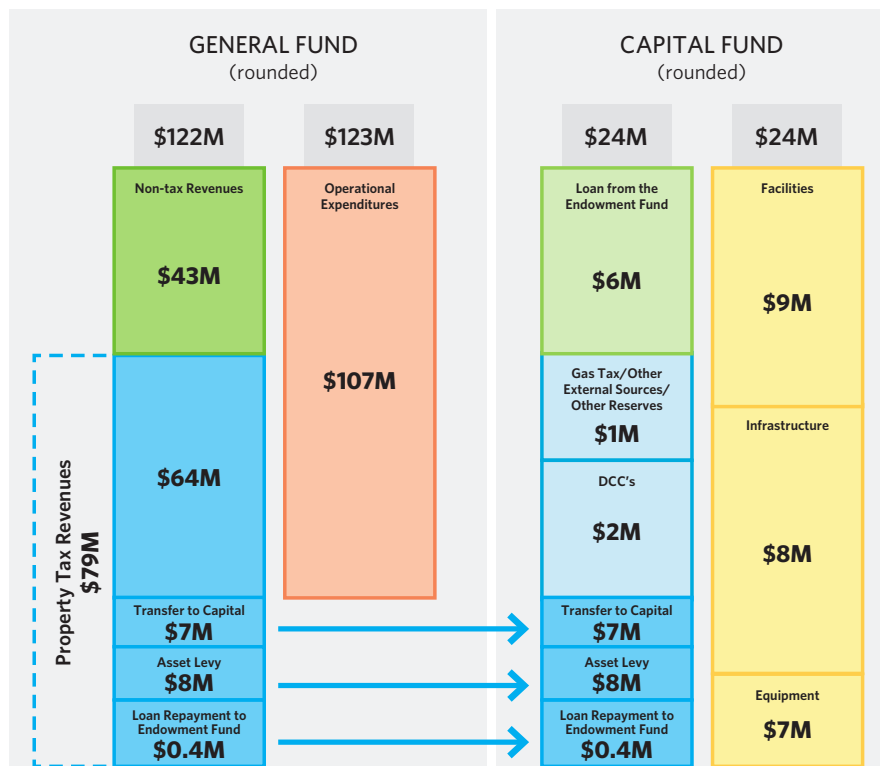 GENERAL FUND
(rounded)
$122M
$123M
Non-tax Revenues
$43M
Operational
Expenditures
$107M
Property Tax Revenues
$79M
$64M
Transfer to Capital
$7M
Asset Levy
$8M
Loan Repayment to
Endowment Fund
$0.4M
CAPITAL FUND
(rounded)
$24M
$24M
Loan from the
Endowment Fund
$6M
Gas Tax/Other
External Sources/
Other Reserves
$1M
DCC's
$2M
Transfer to Capital
$7M
Asset Levy
$8M
Loan Repayment to
Endowment Fund
$0.4M
Facilities
$9M
Infrastructure
$8M
Equipment
$7M